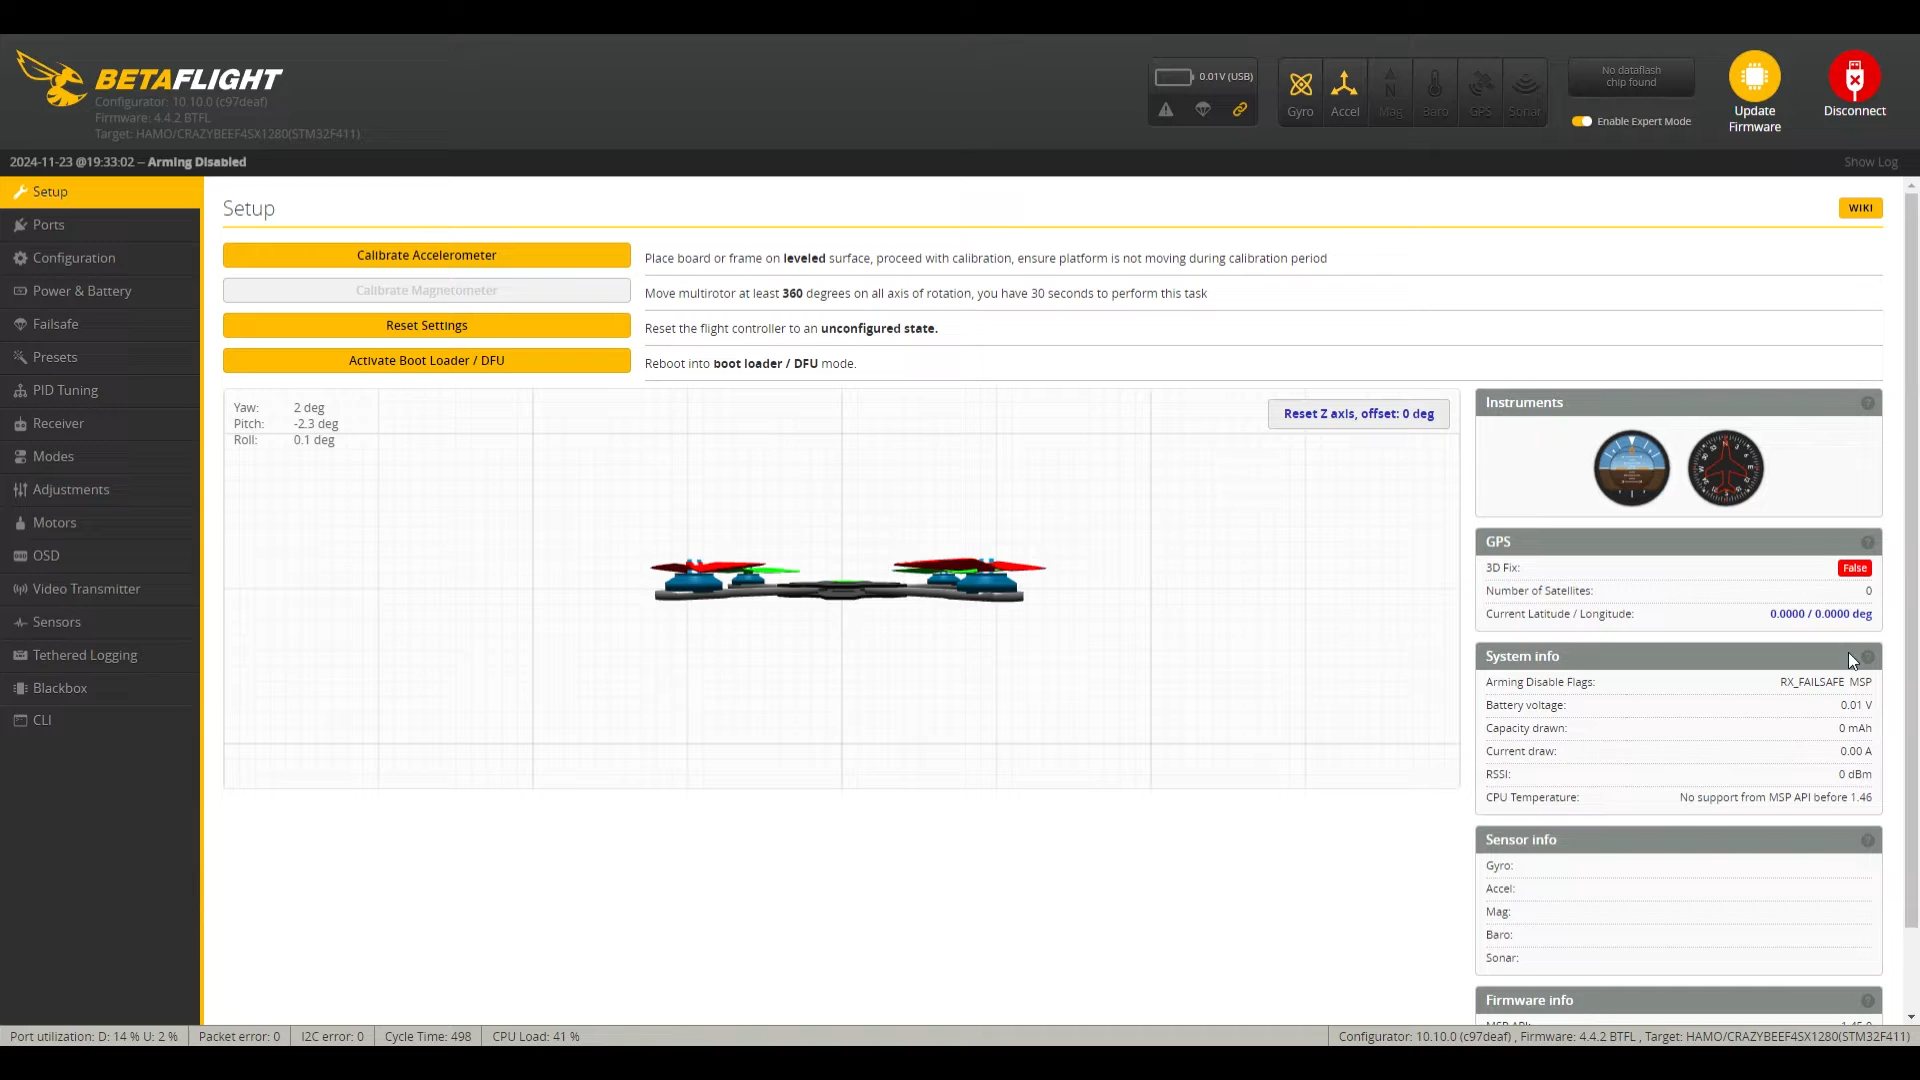 BETAFLIGHT
Configurator: 10.10.0 (c97deaf)
Firmware: 4.4.2 BTFL
Target: HAMO/CRAZYBEEF4SX1280(STM32F411)
0.01V (USB)
Gyro
Accel
Mag
Baro
GPS
Sonar
No dataflash
chip found
Enable Expert Mode
Update
Firmware
Disconnect
2024-11-23 @19:33:02 – Arming Disabled
Show Log
Setup
Ports
Configuration
Power & Battery
Failsafe
Presets
PID Tuning
Receiver
Modes
Adjustments
Motors
OSD
Video Transmitter
Sensors
Tethered Logging
Blackbox
CLI
Setup
WIKI
Calibrate Accelerometer
Place board or frame on leveled surface, proceed with calibration, ensure platform is not moving during calibration period
Calibrate Magnetometer
Move multirotor at least 360 degrees on all axis of rotation, you have 30 seconds to perform this task
Reset Settings
Reset the flight controller to an unconfigured state.
Activate Boot Loader / DFU
Reboot into boot loader / DFU mode.
Yaw: 2 deg
Pitch: -2.3 deg
Roll: 0.1 deg
Reset Z axis, offset: 0 deg
Instruments
GPS
3D Fix: False
Number of Satellites: 0
Current Latitude / Longitude: 0.0000 / 0.0000 deg
System info
Arming Disable Flags: RX_FAILSAFE MSP
Battery voltage: 0.01 V
Capacity drawn: 0 mAh
Current draw: 0.00 A
RSSI: 0 dBm
CPU Temperature: No support from MSP API before 1.46
Sensor info
Gyro:
Accel:
Mag:
Baro:
Sonar:
Firmware info
Port utilization: D: 14 % U: 2 %
Packet error: 0
I2C error: 0
Cycle Time: 498
CPU Load: 41 %
Configurator: 10.10.0 (c97deaf) , Firmware: 4.4.2 BTFL , Target: HAMO/CRAZYBEEF4SX1280(STM32F411)